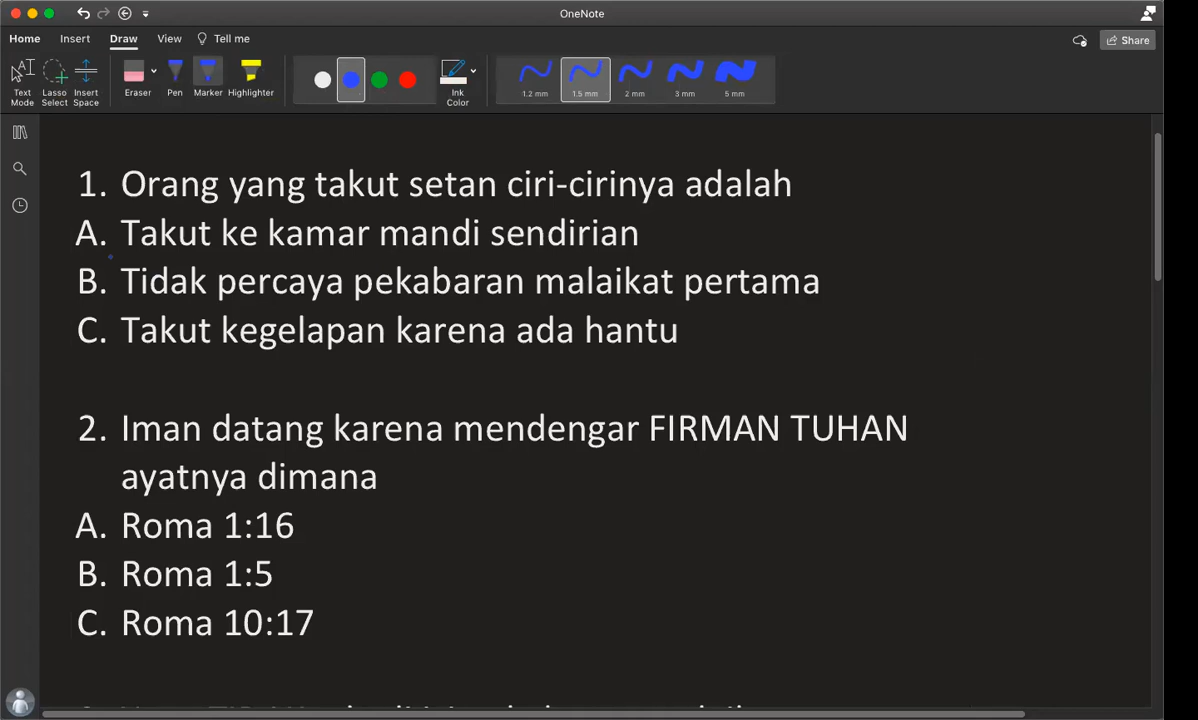 OneNote
Home Insert Draw View Tell me Share
Text Mode
Lasso Select
Insert Space
Eraser
Pen
Marker
Highlighter
Ink Color
1.2 mm
1.5 mm
2 mm
3 mm
5 mm
1. Orang yang takut setan ciri-cirinya adalah
A. Takut ke kamar mandi sendirian
B. Tidak percaya pekabaran malaikat pertama
C. Takut kegelapan karena ada hantu
2. Iman datang karena mendengar FIRMAN TUHAN
ayatnya dimana
A. Roma 1:16
B. Roma 1:5
C. Roma 10:17